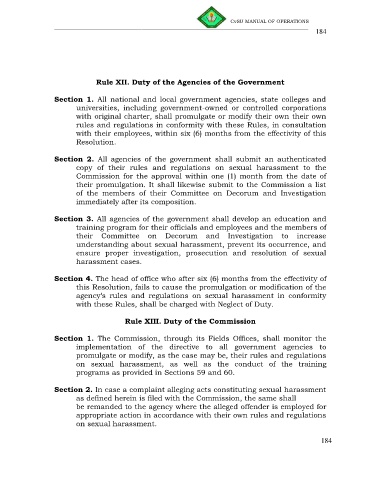 CvSU MANUAL OF OPERATIONS
184
Rule XII. Duty of the Agencies of the Government
Section 1. All national and local government agencies, state colleges and
universities, including government-owned or controlled corporations
with original charter, shall promulgate or modify their own their own
rules and regulations in conformity with these Rules, in consultation
with their employees, within six (6) months from the effectivity of this
Resolution.
Section 2. All agencies of the government shall submit an authenticated
copy of their rules and regulations on sexual harassment to the
Commission for the approval within one (1) month from the date of
their promulgation. It shall likewise submit to the Commission a list
of the members of their Committee on Decorum and Investigation
immediately after its composition.
Section 3. All agencies of the government shall develop an education and
training program for their officials and employees and the members of
their Committee on Decorum and Investigation to increase
understanding about sexual harassment, prevent its occurrence, and
ensure proper investigation, prosecution and resolution of sexual
harassment cases.
Section 4. The head of office who after six (6) months from the effectivity of
this Resolution, fails to cause the promulgation or modification of the
agency's rules and regulations on sexual harassment in conformity
with these Rules, shall be charged with Neglect of Duty.
Rule XIII. Duty of the Commission
Section 1. The Commission, through its Fields Offices, shall monitor the
implementation of the directive to all government agencies to
promulgate or modify, as the case may be, their rules and regulations
on sexual harassment, as well as the conduct of the training
programs as provided in Sections 59 and 60.
Section 2. In case a complaint alleging acts constituting sexual harassment
as defined herein is filed with the Commission, the same shall
be remanded to the agency where the alleged offender is employed for
appropriate action in accordance with their own rules and regulations
on sexual harassment.
184